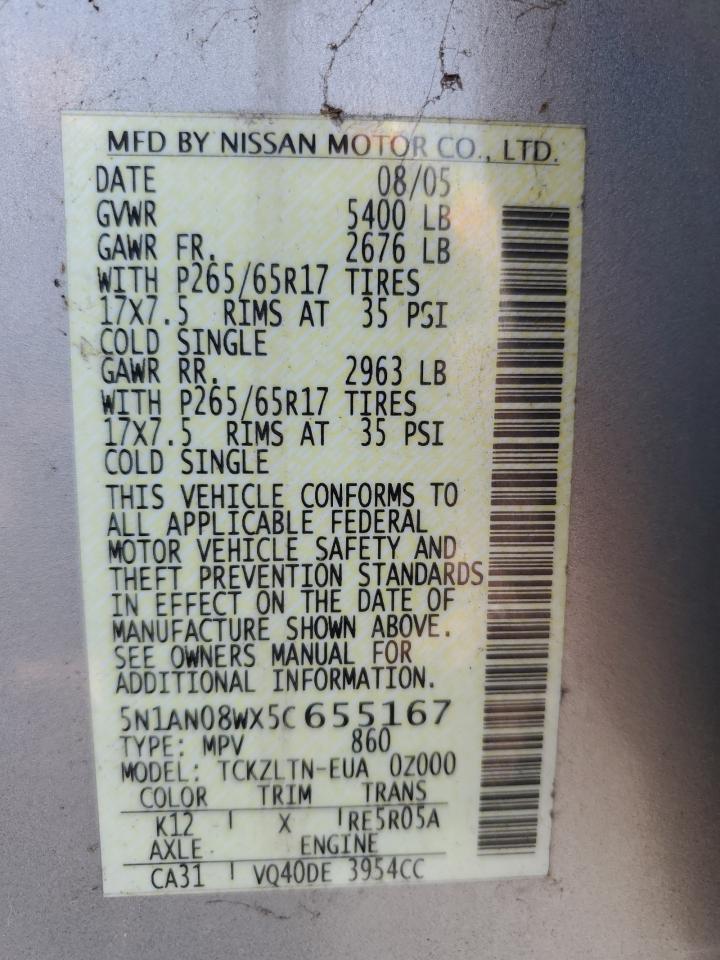 MFD BY NISSAN MOTOR CO., LTD.
DATE 08/05
GVWR 5400 LB
GAWR FR. 2676 LB
WITH P265/65R17 TIRES
17X7.5 RIMS AT 35 PSI
COLD SINGLE
GAWR RR. 2963 LB
WITH P265/65R17 TIRES
17X7.5 RIMS AT 35 PSI
COLD SINGLE
THIS VEHICLE CONFORMS TO
ALL APPLICABLE FEDERAL
MOTOR VEHICLE SAFETY AND
THEFT PREVENTION STANDARDS
IN EFFECT ON THE DATE OF
MANUFACTURE SHOWN ABOVE.
SEE OWNERS MANUAL FOR
ADDITIONAL INFORMATION.
5N1AN08WX5C655167
TYPE: MPV 860
MODEL: TCKZLTN-EUA 0Z000
COLOR TRIM TRANS
K12 X RE5R05A
AXLE ENGINE
CA31 VQ40DE 3954CC